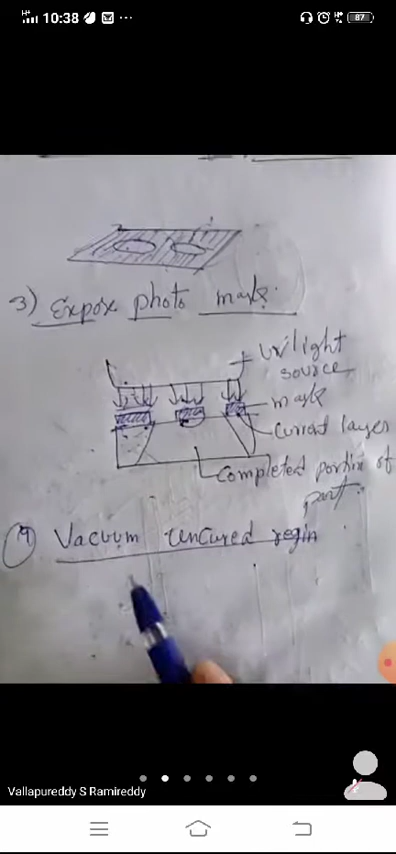 H+
10:38
87
3) Expose photo mask.
UV light
source
mask
Current layer
Completed portion of
part
4) Vacuum uncured regin
Vallapureddy S Ramireddy